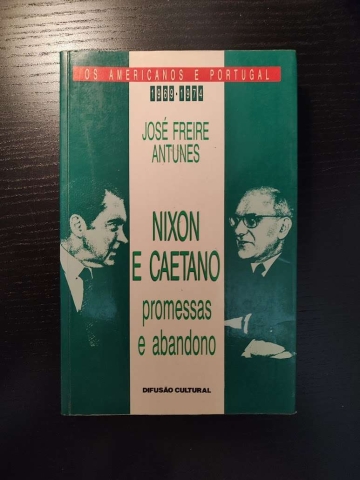 OS AMERICANOS E PORTUGAL
1969•1974
JOSÉ FREIRE
ANTUNES
NIXON
E CAETANO
promessas
e abandono
DIFUSÃO CULTURAL